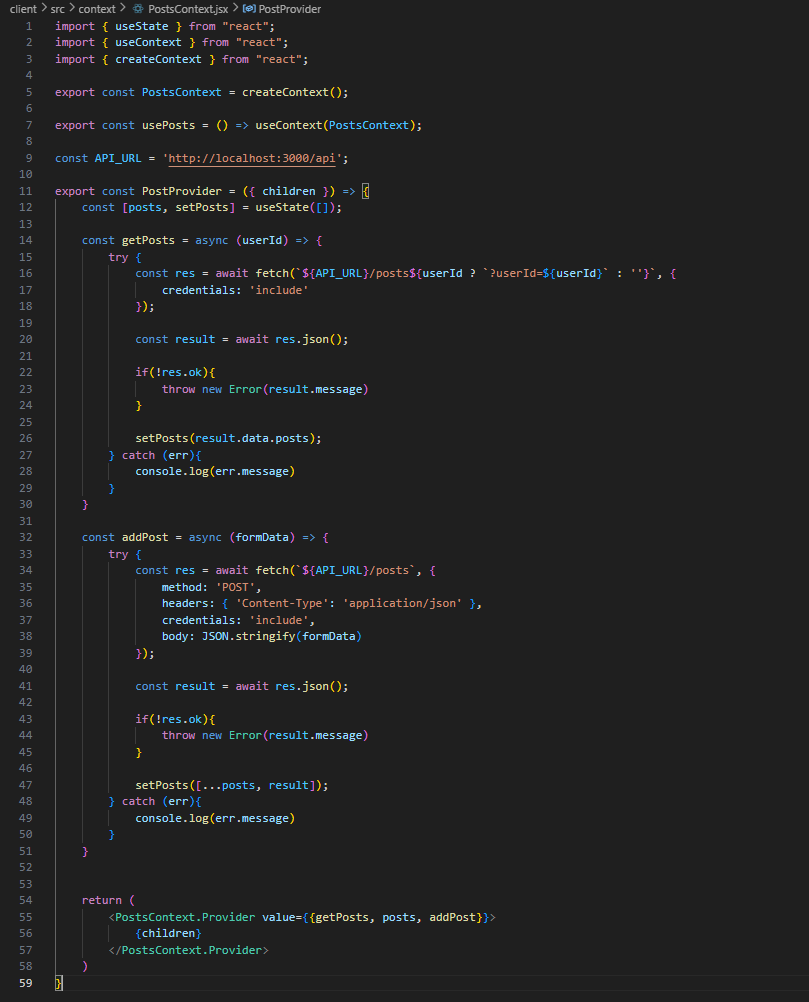 client > src > context > PostsContext.jsx > PostProvider
1 import { useState } from "react";
2 import { useContext } from "react";
3 import { createContext } from "react";
4
5 export const PostsContext = createContext();
6
7 export const usePosts = () => useContext(PostsContext);
8
9 const API_URL = 'http://localhost:3000/api';
10
11 export const PostProvider = ({ children }) => {
12     const [posts, setPosts] = useState([]);
13
14     const getPosts = async (userId) => {
15         try {
16             const res = await fetch(`${API_URL}/posts${userId ? `?userId=${userId}` : ''}`, {
17                 credentials: 'include'
18             });
19
20             const result = await res.json();
21
22             if(!res.ok){
23                 throw new Error(result.message)
24             }
25
26             setPosts(result.data.posts);
27         } catch (err){
28             console.log(err.message)
29         }
30     }
31
32     const addPost = async (formData) => {
33         try {
34             const res = await fetch(`${API_URL}/posts`, {
35                 method: 'POST',
36                 headers: { 'Content-Type': 'application/json' },
37                 credentials: 'include',
38                 body: JSON.stringify(formData)
39             });
40
41             const result = await res.json();
42
43             if(!res.ok){
44                 throw new Error(result.message)
45             }
46
47             setPosts([...posts, result]);
48         } catch (err){
49             console.log(err.message)
50         }
51     }
52
53
54     return (
55         <PostsContext.Provider value={{getPosts, posts, addPost}}>
56             {children}
57         </PostsContext.Provider>
58     )
59 }